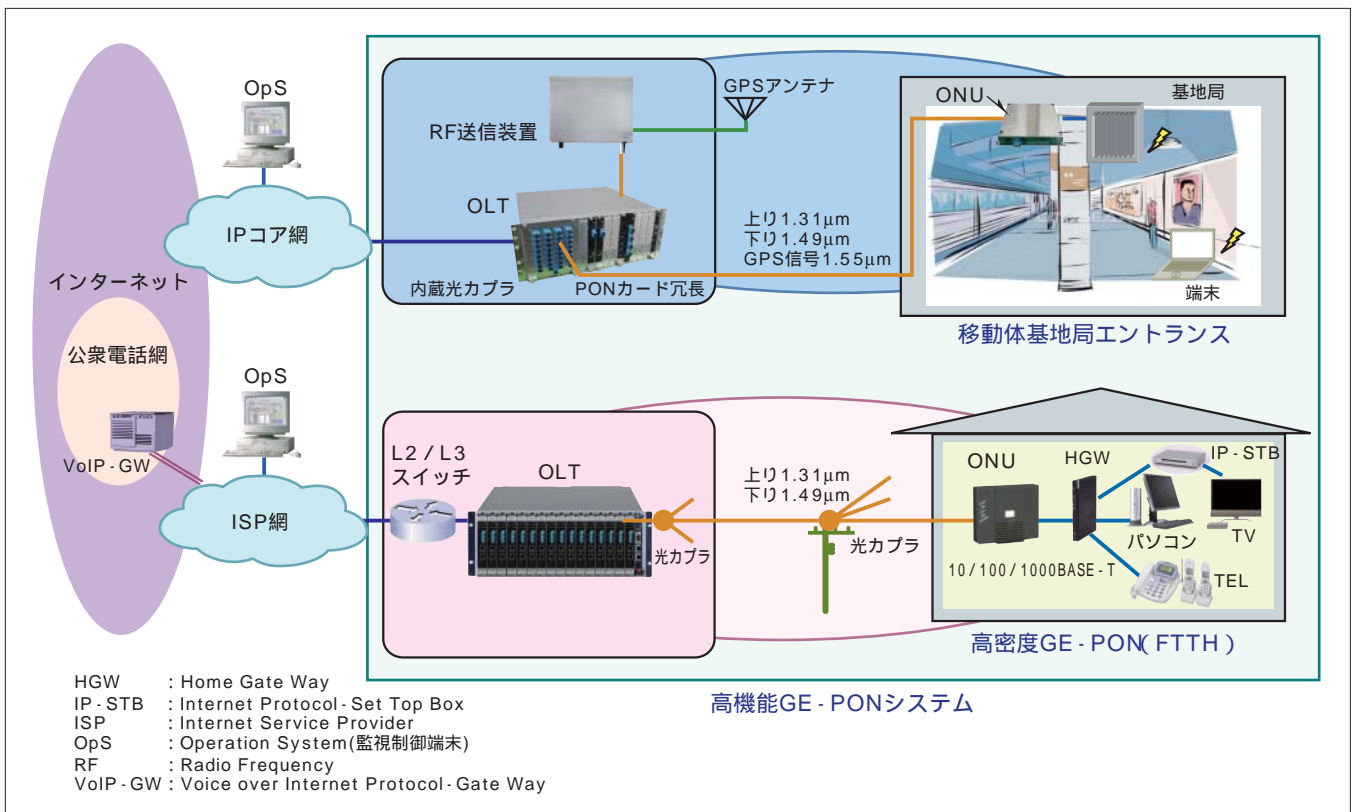 OpS
IPコア網
インターネット
公衆電話網
VoIP-GW
OpS
ISP網
RF送信装置
GPSアンテナ
OLT
内蔵光カプラ
PONカード冗長
上り1.31μm
下り1.49μm
GPS信号1.55μm
ONU
基地局
端末
移動体基地局エントランス
L2/L3
スイッチ
OLT
光カプラ
上り1.31μm
下り1.49μm
光カプラ
ONU
HGW
IP-STB
パソコン
TV
10/100/1000BASE-T
TEL
高密度GE-PON(FTTH)
高機能GE-PONシステム
HGW : Home Gate Way
IP-STB : Internet Protocol-Set Top Box
ISP : Internet Service Provider
OpS : Operation System(監視制御端末)
RF : Radio Frequency
VoIP-GW : Voice over Internet Protocol-Gate Way